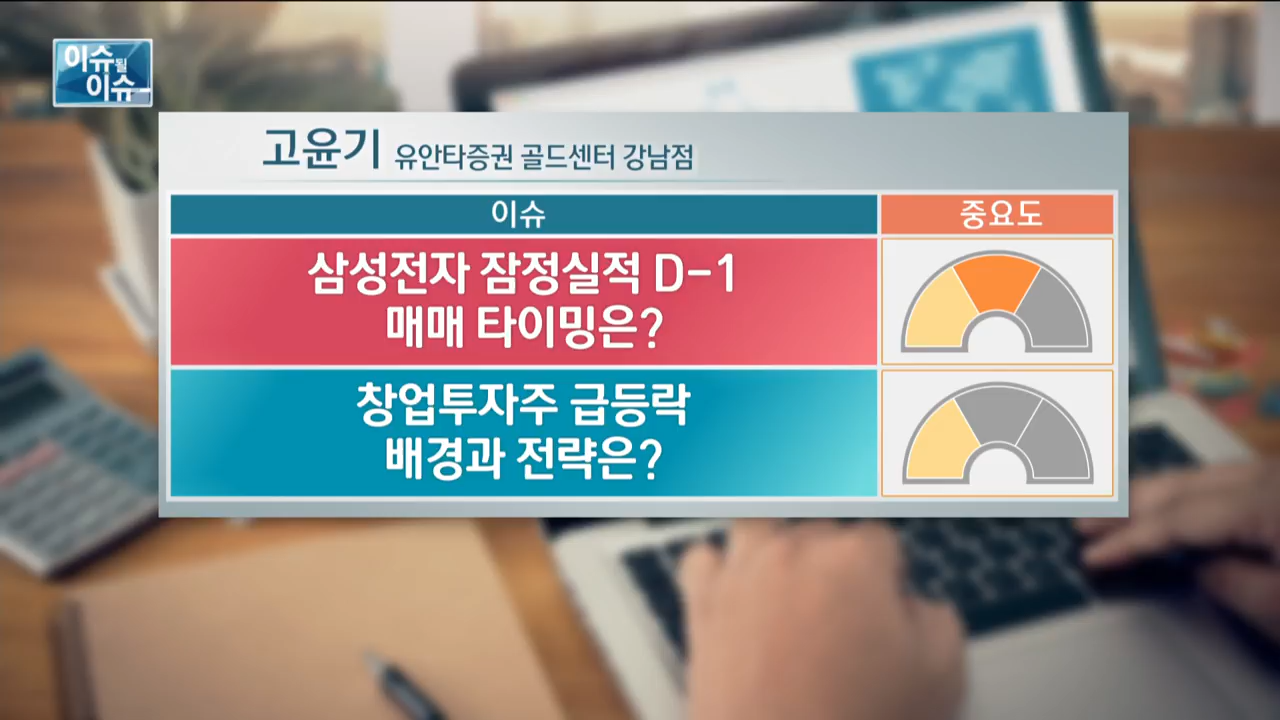 이슈될
이슈
고윤기 유안타증권 골드센터 강남점
이슈
중요도
삼성전자 잠정실적 D-1
매매 타이밍은?
창업투자주 급등락
배경과 전략은?